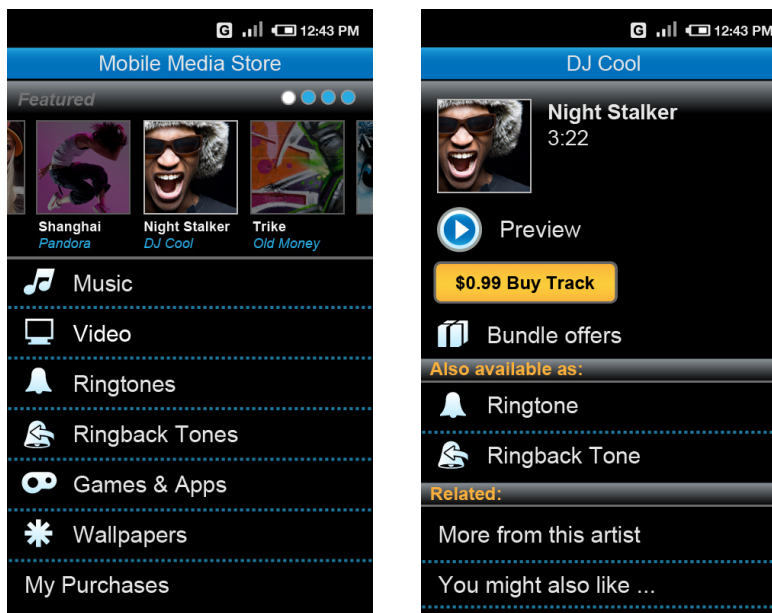 G 12:43 PM
Mobile Media Store
Featured
Shanghai
Pandora
Night Stalker
DJ Cool
Trike
Old Money
Music
Video
Ringtones
Ringback Tones
Games & Apps
Wallpapers
My Purchases
G 12:43 PM
DJ Cool
Night Stalker
3:22
Preview
$0.99 Buy Track
Bundle offers
Also available as:
Ringtone
Ringback Tone
Related:
More from this artist
You might also like ...